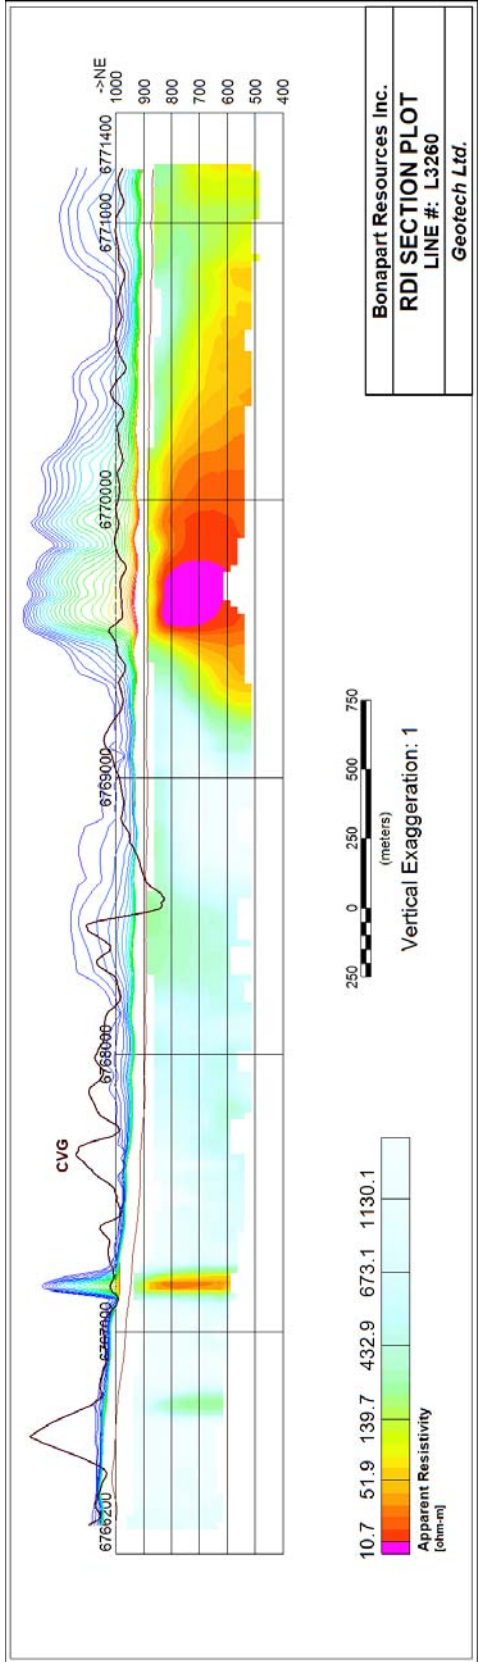 ->NE
1000
900
800
700
600
500
400
6766200
6767000
6768000
6769000
6770000
6771000
6771400
CVG
10.7 51.9 139.7 432.9 673.1 1130.1
Apparent Resistivity
[ohm-m]
250 0 250 500 750
(meters)
Vertical Exaggeration: 1
Bonapart Resources Inc.
RDI SECTION PLOT
LINE #: L3260
Geotech Ltd.